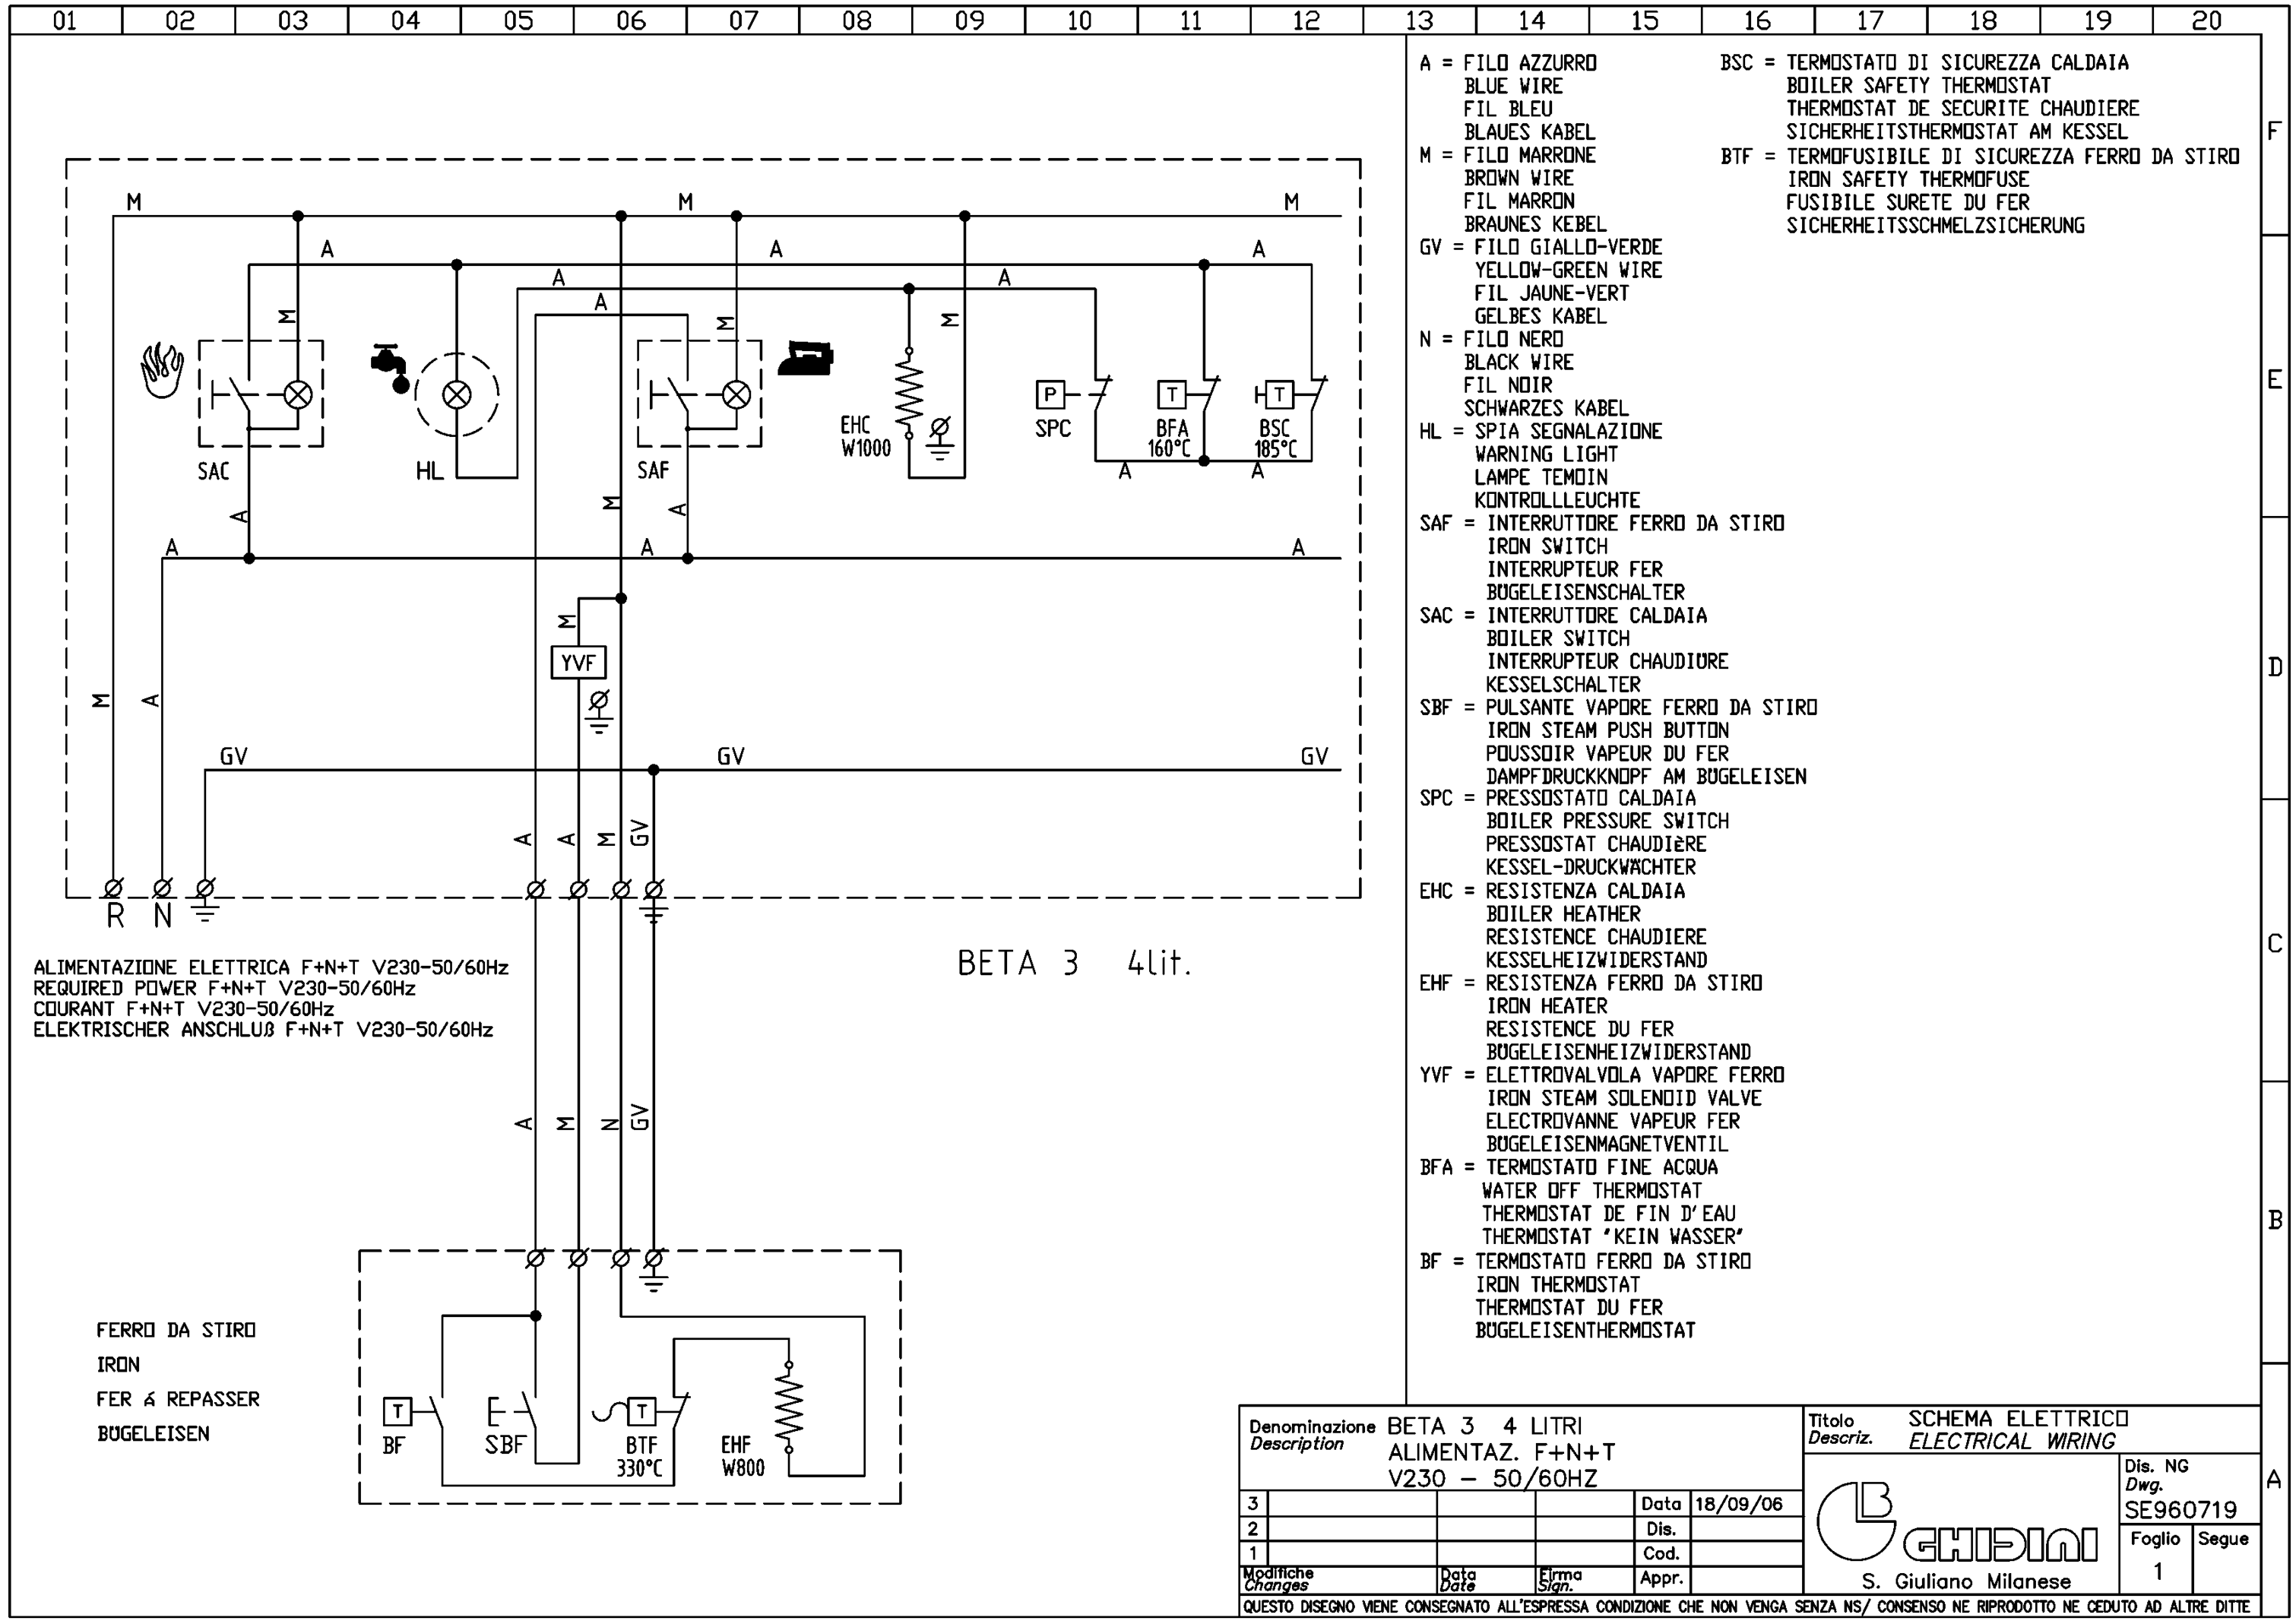 01 02 03 04 05 06 07 08 09 10 11 12 13 14 15 16 17 18 19 20
F
E
D
C
B
A
M M M
A A A
A A
A
M M M
SAC
HL
SAF
EHC
W1000
P
SPC
T
BFA
160°C
T
BSC
185°C
A A
A M A
A A A
M
YVF
M A
GV GV GV
A A M GV
R N
ALIMENTAZIONE ELETTRICA F+N+T V230-50/60Hz
REQUIRED POWER F+N+T V230-50/60Hz
COURANT F+N+T V230-50/60Hz
ELEKTRISCHER ANSCHLUß F+N+T V230-50/60Hz
BETA 3 4lit.
A M N GV
FERRO DA STIRO
IRON
FER Á REPASSER
BÜGELEISEN
T
BF
SBF
T
BTF
330°C
EHF
W800
A = FILO AZZURRO
BLUE WIRE
FIL BLEU
BLAUES KABEL
M = FILO MARRONE
BROWN WIRE
FIL MARRON
BRAUNES KEBEL
GV = FILO GIALLO-VERDE
YELLOW-GREEN WIRE
FIL JAUNE-VERT
GELBES KABEL
N = FILO NERO
BLACK WIRE
FIL NOIR
SCHWARZES KABEL
HL = SPIA SEGNALAZIONE
WARNING LIGHT
LAMPE TEMOIN
KONTROLLLEUCHTE
SAF = INTERRUTTORE FERRO DA STIRO
IRON SWITCH
INTERRUPTEUR FER
BÜGELEISENSCHALTER
SAC = INTERRUTTORE CALDAIA
BOILER SWITCH
INTERRUPTEUR CHAUDIÜRE
KESSELSCHALTER
SBF = PULSANTE VAPORE FERRO DA STIRO
IRON STEAM PUSH BUTTON
POUSSOIR VAPEUR DU FER
DAMPFDRUCKKNOPF AM BÜGELEISEN
SPC = PRESSOSTATO CALDAIA
BOILER PRESSURE SWITCH
PRESSOSTAT CHAUDIèRE
KESSEL-DRUCKWÄCHTER
EHC = RESISTENZA CALDAIA
BOILER HEATHER
RESISTENCE CHAUDIERE
KESSELHEIZWIDERSTAND
EHF = RESISTENZA FERRO DA STIRO
IRON HEATER
RESISTENCE DU FER
BÜGELEISENHEIZWIDERSTAND
YVF = ELETTROVALVOLA VAPORE FERRO
IRON STEAM SOLENOID VALVE
ELECTROVANNE VAPEUR FER
BÜGELEISENMAGNETVENTIL
BFA = TERMOSTATO FINE ACQUA
WATER OFF THERMOSTAT
THERMOSTAT DE FIN D'EAU
THERMOSTAT "KEIN WASSER"
BF = TERMOSTATO FERRO DA STIRO
IRON THERMOSTAT
THERMOSTAT DU FER
BÜGELEISENTHERMOSTAT
BSC = TERMOSTATO DI SICUREZZA CALDAIA
BOILER SAFETY THERMOSTAT
THERMOSTAT DE SECURITE CHAUDIERE
SICHERHEITSTHERMOSTAT AM KESSEL
BTF = TERMOFUSIBILE DI SICUREZZA FERRO DA STIRO
IRON SAFETY THERMOFUSE
FUSIBILE SURETE DU FER
SICHERHEITSSCHMELZSICHERUNG
Denominazione BETA 3 4 LITRI
Description
ALIMENTAZ. F+N+T
V230 - 50/60HZ
3 Data 18/09/06
2 Dis.
1 Cod.
Modifiche Data Firma Appr.
Changes Date Sign.
Titolo SCHEMA ELETTRICO
Descriz. ELECTRICAL WIRING
GHIDINI
S. Giuliano Milanese
Dis. NG
Dwg.
SE960719
Foglio Segue
1
QUESTO DISEGNO VIENE CONSEGNATO ALL'ESPRESSA CONDIZIONE CHE NON VENGA SENZA NS/ CONSENSO NE RIPRODOTTO NE CEDUTO AD ALTRE DITTE